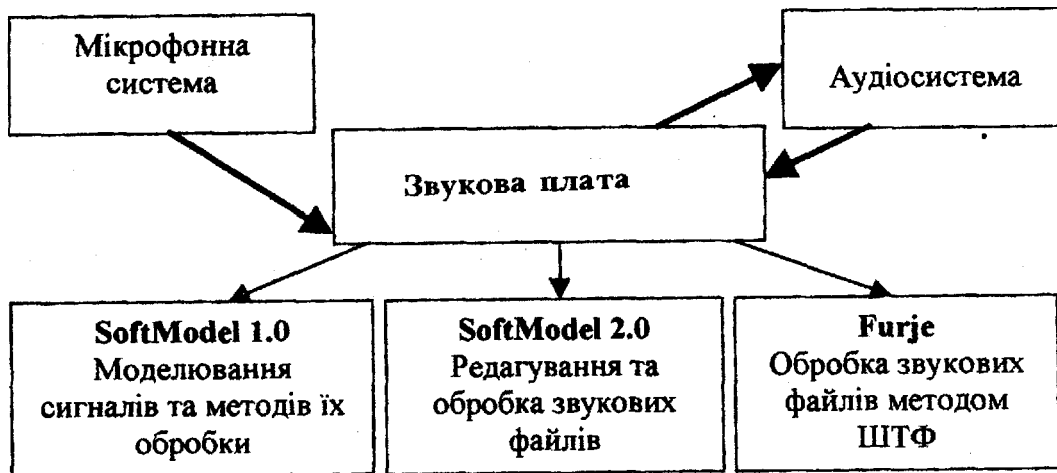 Мікрофонна
система
Аудіосистема
Звукова плата
SoftModel 1.0
Моделювання
сигналів та методів їх
обробки
SoftModel 2.0
Редагування та
обробка звукових
файлів
Furje
Обробка звукових
файлів методом
ШТФ